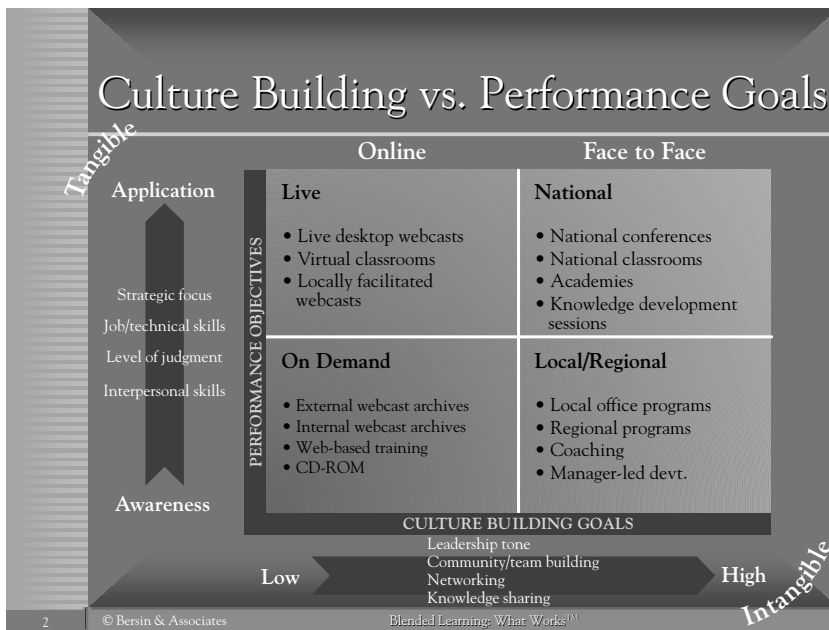 Culture Building vs. Performance Goals
Tangible
Online
Face to Face
Application
Strategic focus
Job/technical skills
Level of judgment
Interpersonal skills
Awareness
PERFORMANCE OBJECTIVES
Live
• Live desktop webcasts
• Virtual classrooms
• Locally facilitated
webcasts
National
• National conferences
• National classrooms
• Academies
• Knowledge development
sessions
On Demand
• External webcast archives
• Internal webcast archives
• Web-based training
• CD-ROM
Local/Regional
• Local office programs
• Regional programs
• Coaching
• Manager-led devt.
CULTURE BUILDING GOALS
Low
Leadership tone
Community/team building
Networking
Knowledge sharing
High
Intangible
2
© Bersin & Associates
Blended Learning: What Works™